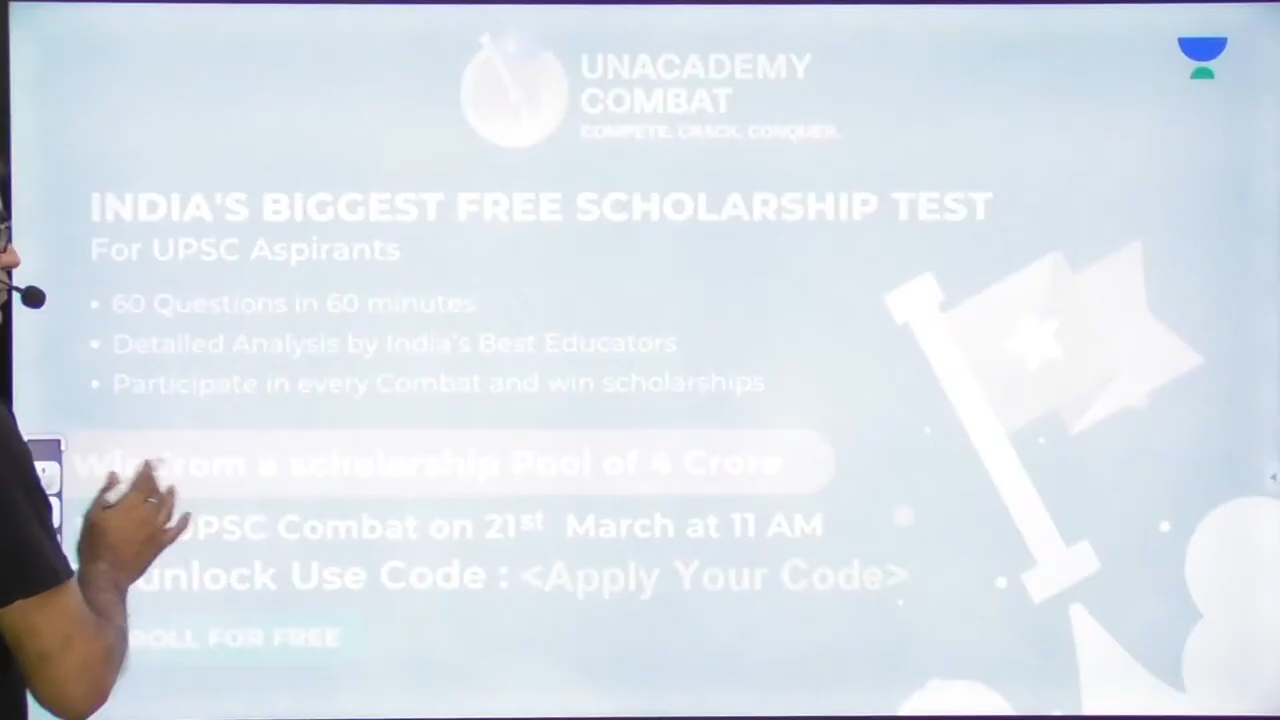 UNACADEMY
COMBAT
COMPETE. CRACK. CONQUER.
INDIA'S BIGGEST FREE SCHOLARSHIP TEST
For UPSC Aspirants
• 60 Questions in 60 minutes
• Detailed Analysis by India's Best Educators
• Participate in every Combat and win scholarships
Win from a scholarship Pool of 4 Crore
UPSC Combat on 21st March at 11 AM
unlock Use Code : <Apply Your Code>
FOR FREE